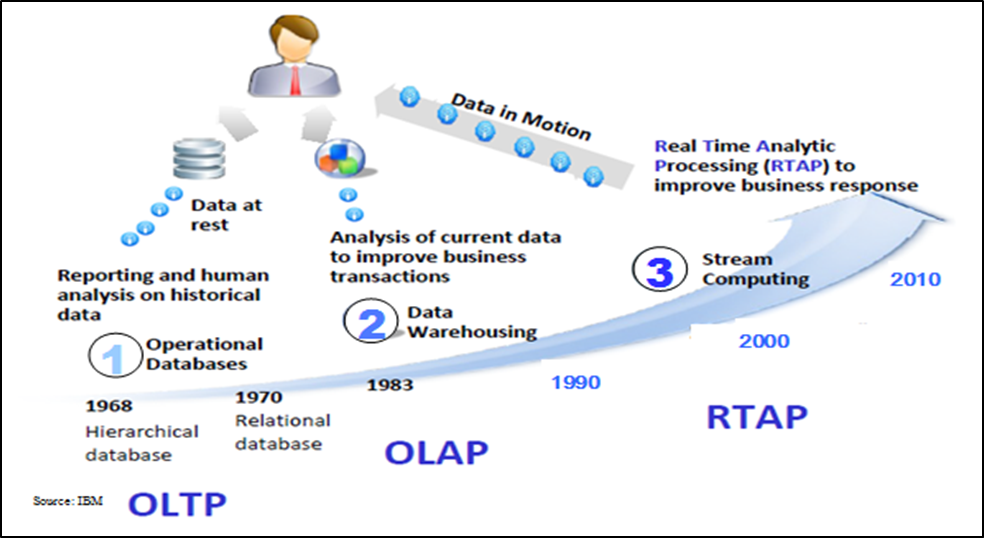 Data in Motion
Real Time Analytic
Processing (RTAP) to
improve business response
Data at
rest
Analysis of current data
to improve business
transactions
Reporting and human
analysis on historical
data
3
Stream
Computing
2010
2
Data
Warehousing
1
Operational
Databases
2000
1990
1983
1970
Relational
database
1968
Hierarchical
database
RTAP
OLAP
Source: IBM
OLTP